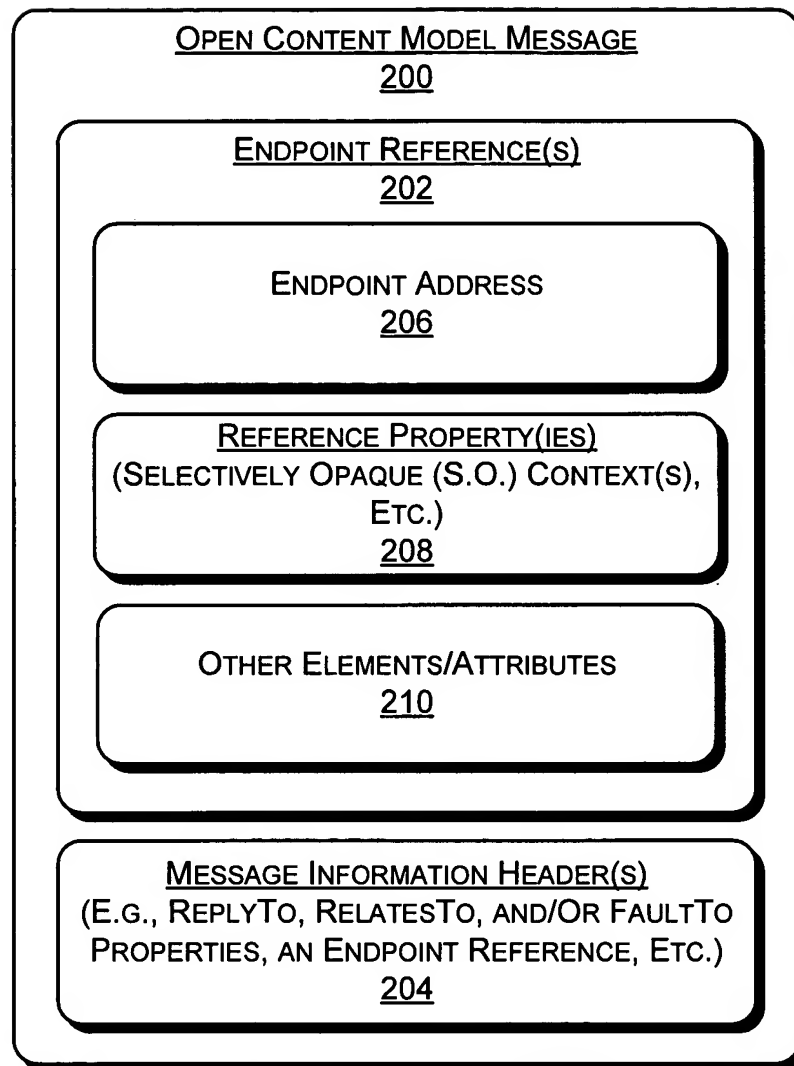 OPEN CONTENT MODEL MESSAGE
200
ENDPOINT REFERENCE(S)
202
ENDPOINT ADDRESS
206
REFERENCE PROPERTY(IES)
(SELECTIVELY OPAQUE (S.O.) CONTEXT(S),
ETC.)
208
OTHER ELEMENTS/ATTRIBUTES
210
MESSAGE INFORMATION HEADER(S)
(E.G., REPLYTO, RELATESTO, AND/OR FAULTTO
PROPERTIES, AN ENDPOINT REFERENCE, ETC.)
204